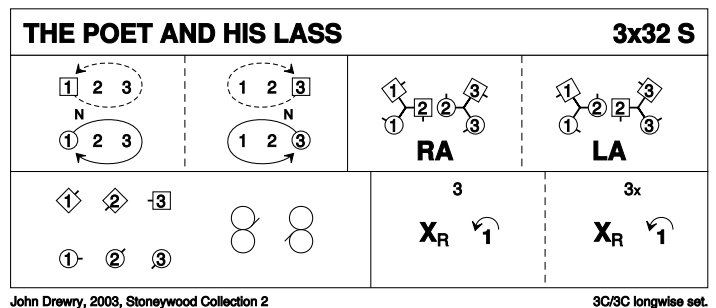 THE POET AND HIS LASS 3x32 S
1 2 3 1 2 3 1 3 1 3
N N 2 2 2 2
1 2 3 1 2 3 1 3 1 3
RA LA
1 2 3 3 3x
XR 1 XR 1
1 2 3
John Drewry, 2003, Stoneywood Collection 2 3C/3C longwise set.